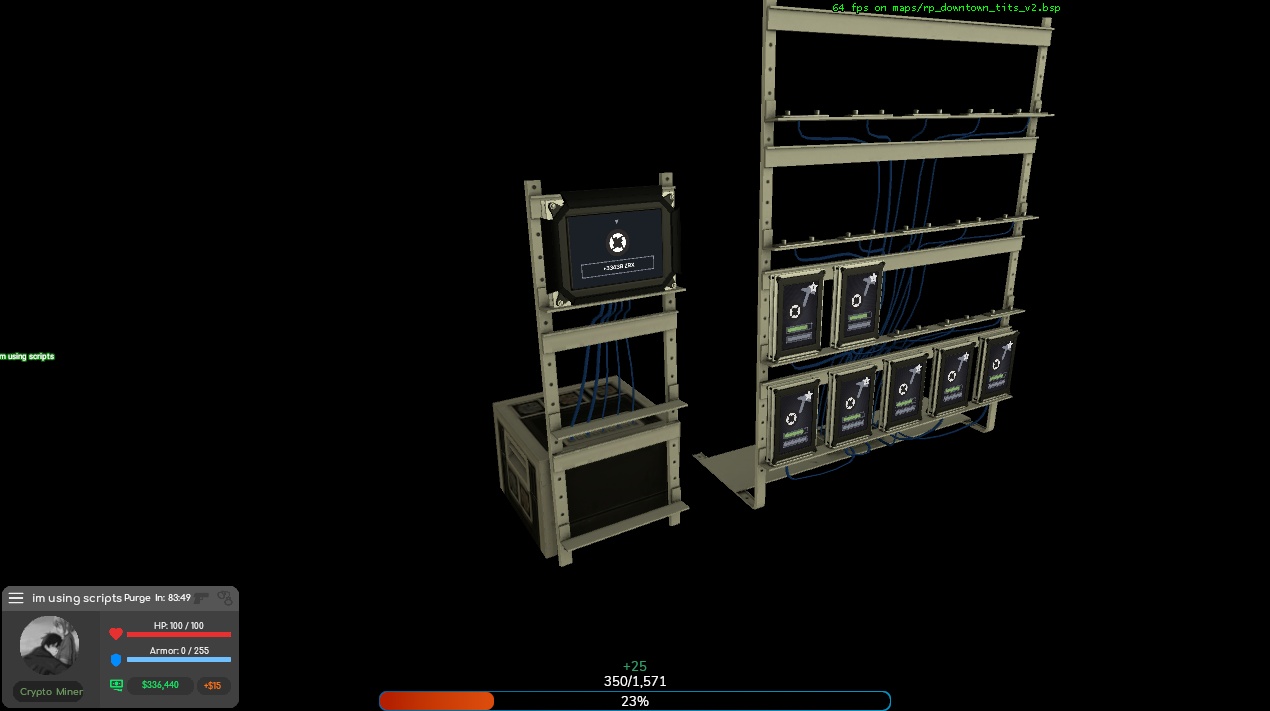 64 fps on maps/rp_downtown_tits_v2.bsp
m using scripts
im using scripts
Purge In: 83:49
HP: 100 / 100
Armor: 0 / 255
Crypto Miner
$336,440
+$15
+25
350/1,571
23%